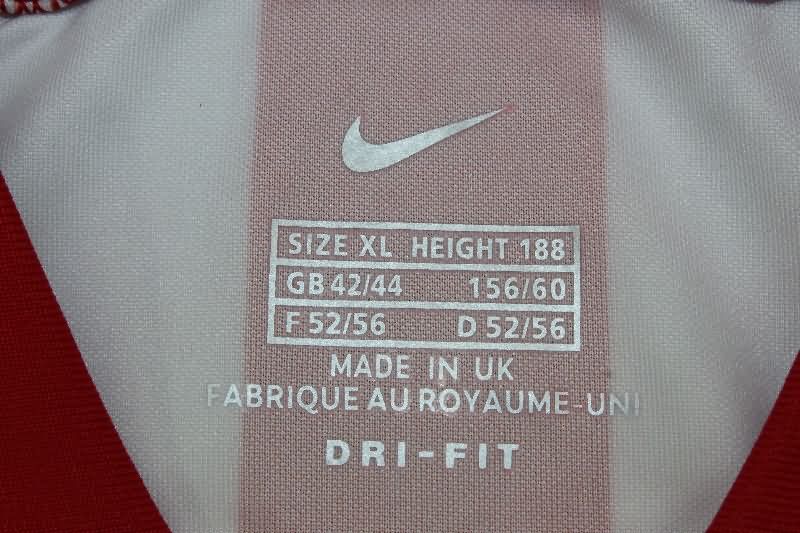 SIZE XL HEIGHT 188
GB 42/44 156/60
F 52/56 D 52/56
MADE IN UK
FABRIQUE AU ROYAUME-UNI
DRI-FIT